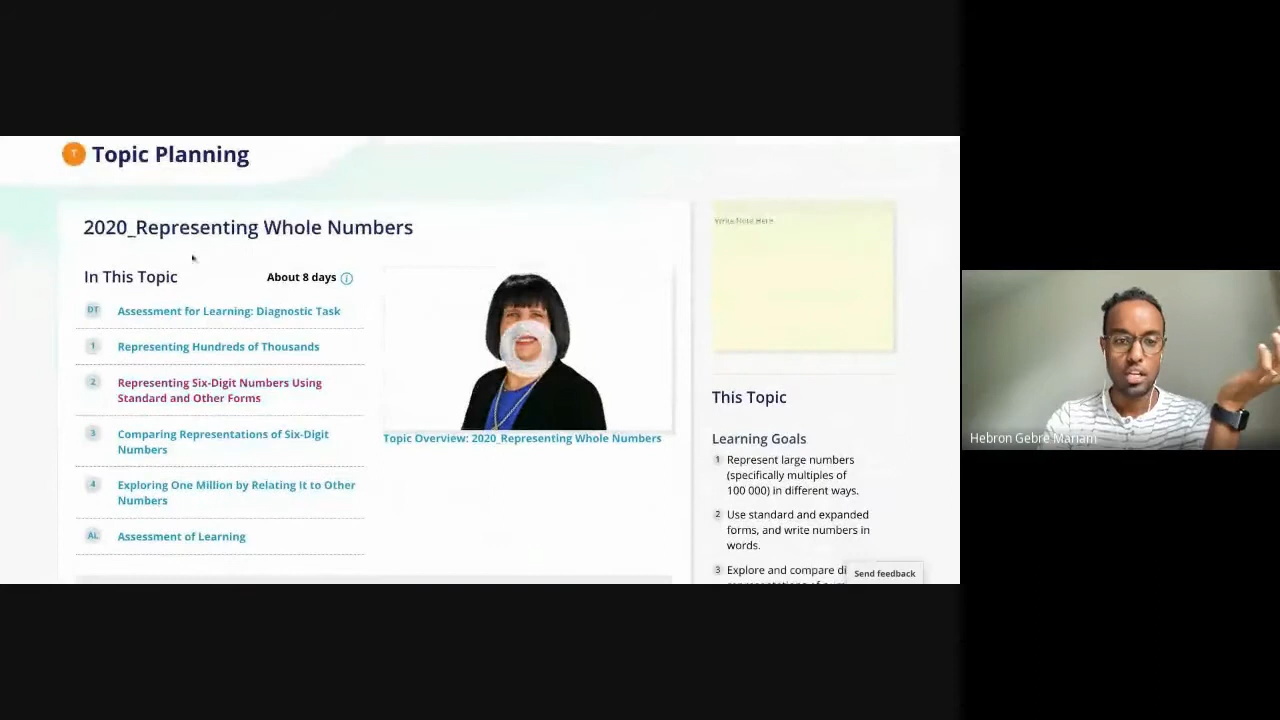 T Topic Planning
2020_Representing Whole Numbers
In This Topic
About 8 days i
DT Assessment for Learning: Diagnostic Task
1 Representing Hundreds of Thousands
2 Representing Six-Digit Numbers Using
Standard and Other Forms
3 Comparing Representations of Six-Digit
Numbers
4 Exploring One Million by Relating It to Other
Numbers
AL Assessment of Learning
Topic Overview: 2020_Representing Whole Numbers
Write Note Here
This Topic
Learning Goals
1 Represent large numbers
(specifically multiples of
100 000) in different ways.
2 Use standard and expanded
forms, and write numbers in
words.
3 Explore and compare di
Send feedback
Hebron Gebre Mariam